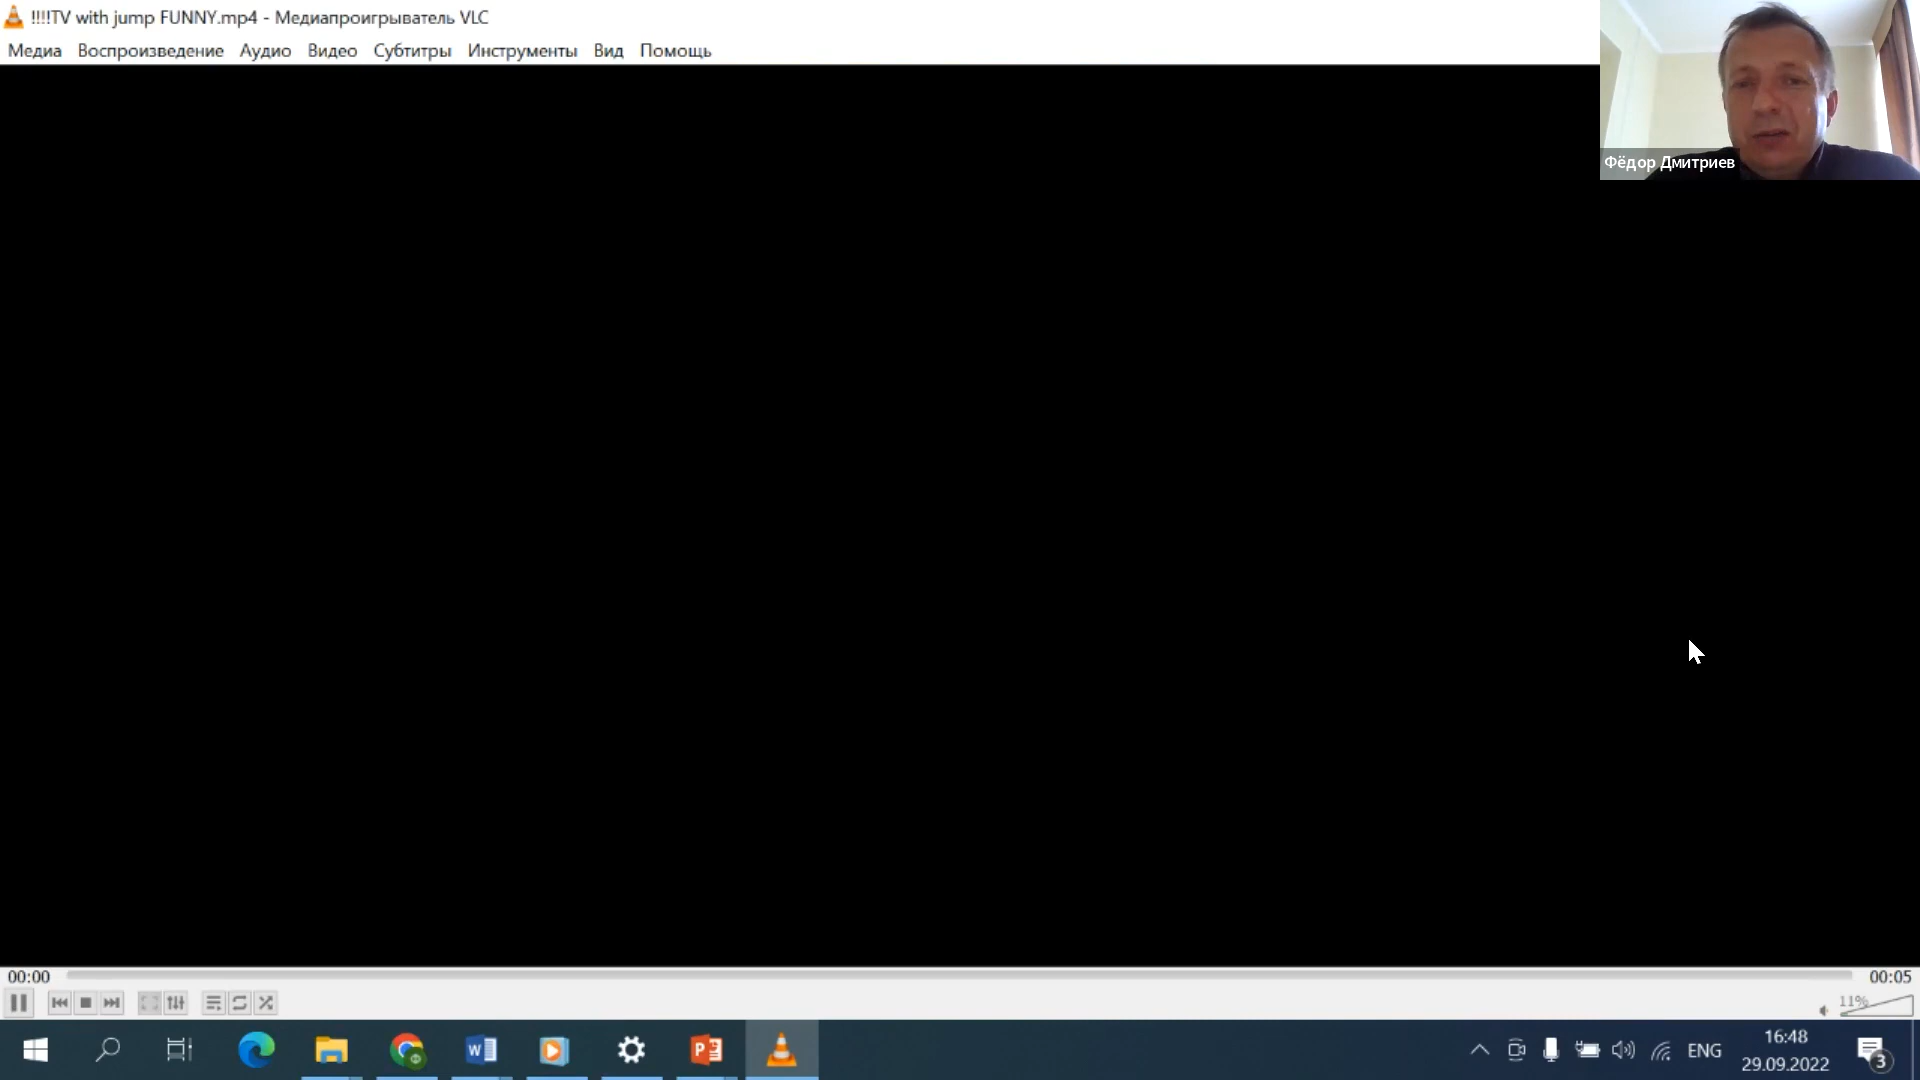 !!!!TV with jump FUNNY.mp4 - Медиапроигрыватель VLC
Медиа Воспроизведение Аудио Видео Субтитры Инструменты Вид Помощь
Фёдор Дмитриев
00:00 00:05
11%
ENG
16:48
29.09.2022
3